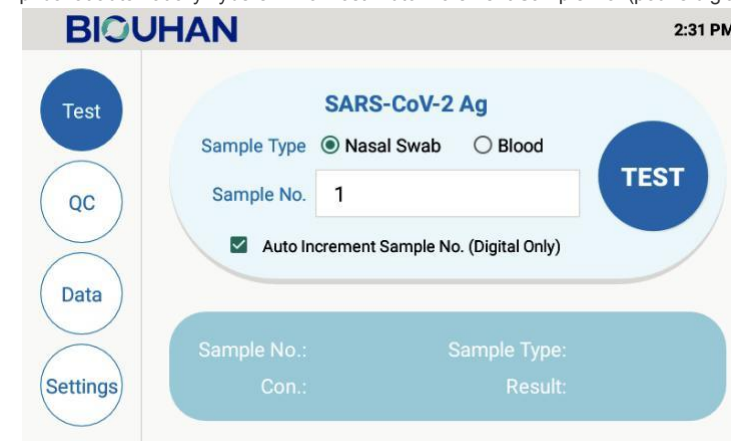 BIOUHAN
2:31 PM
Test
QC
Data
Settings
SARS-CoV-2 Ag
Sample Type Nasal Swab Blood
Sample No. 1
Auto Increment Sample No. (Digital Only)
TEST
Sample No.: Sample Type:
Con.: Result: